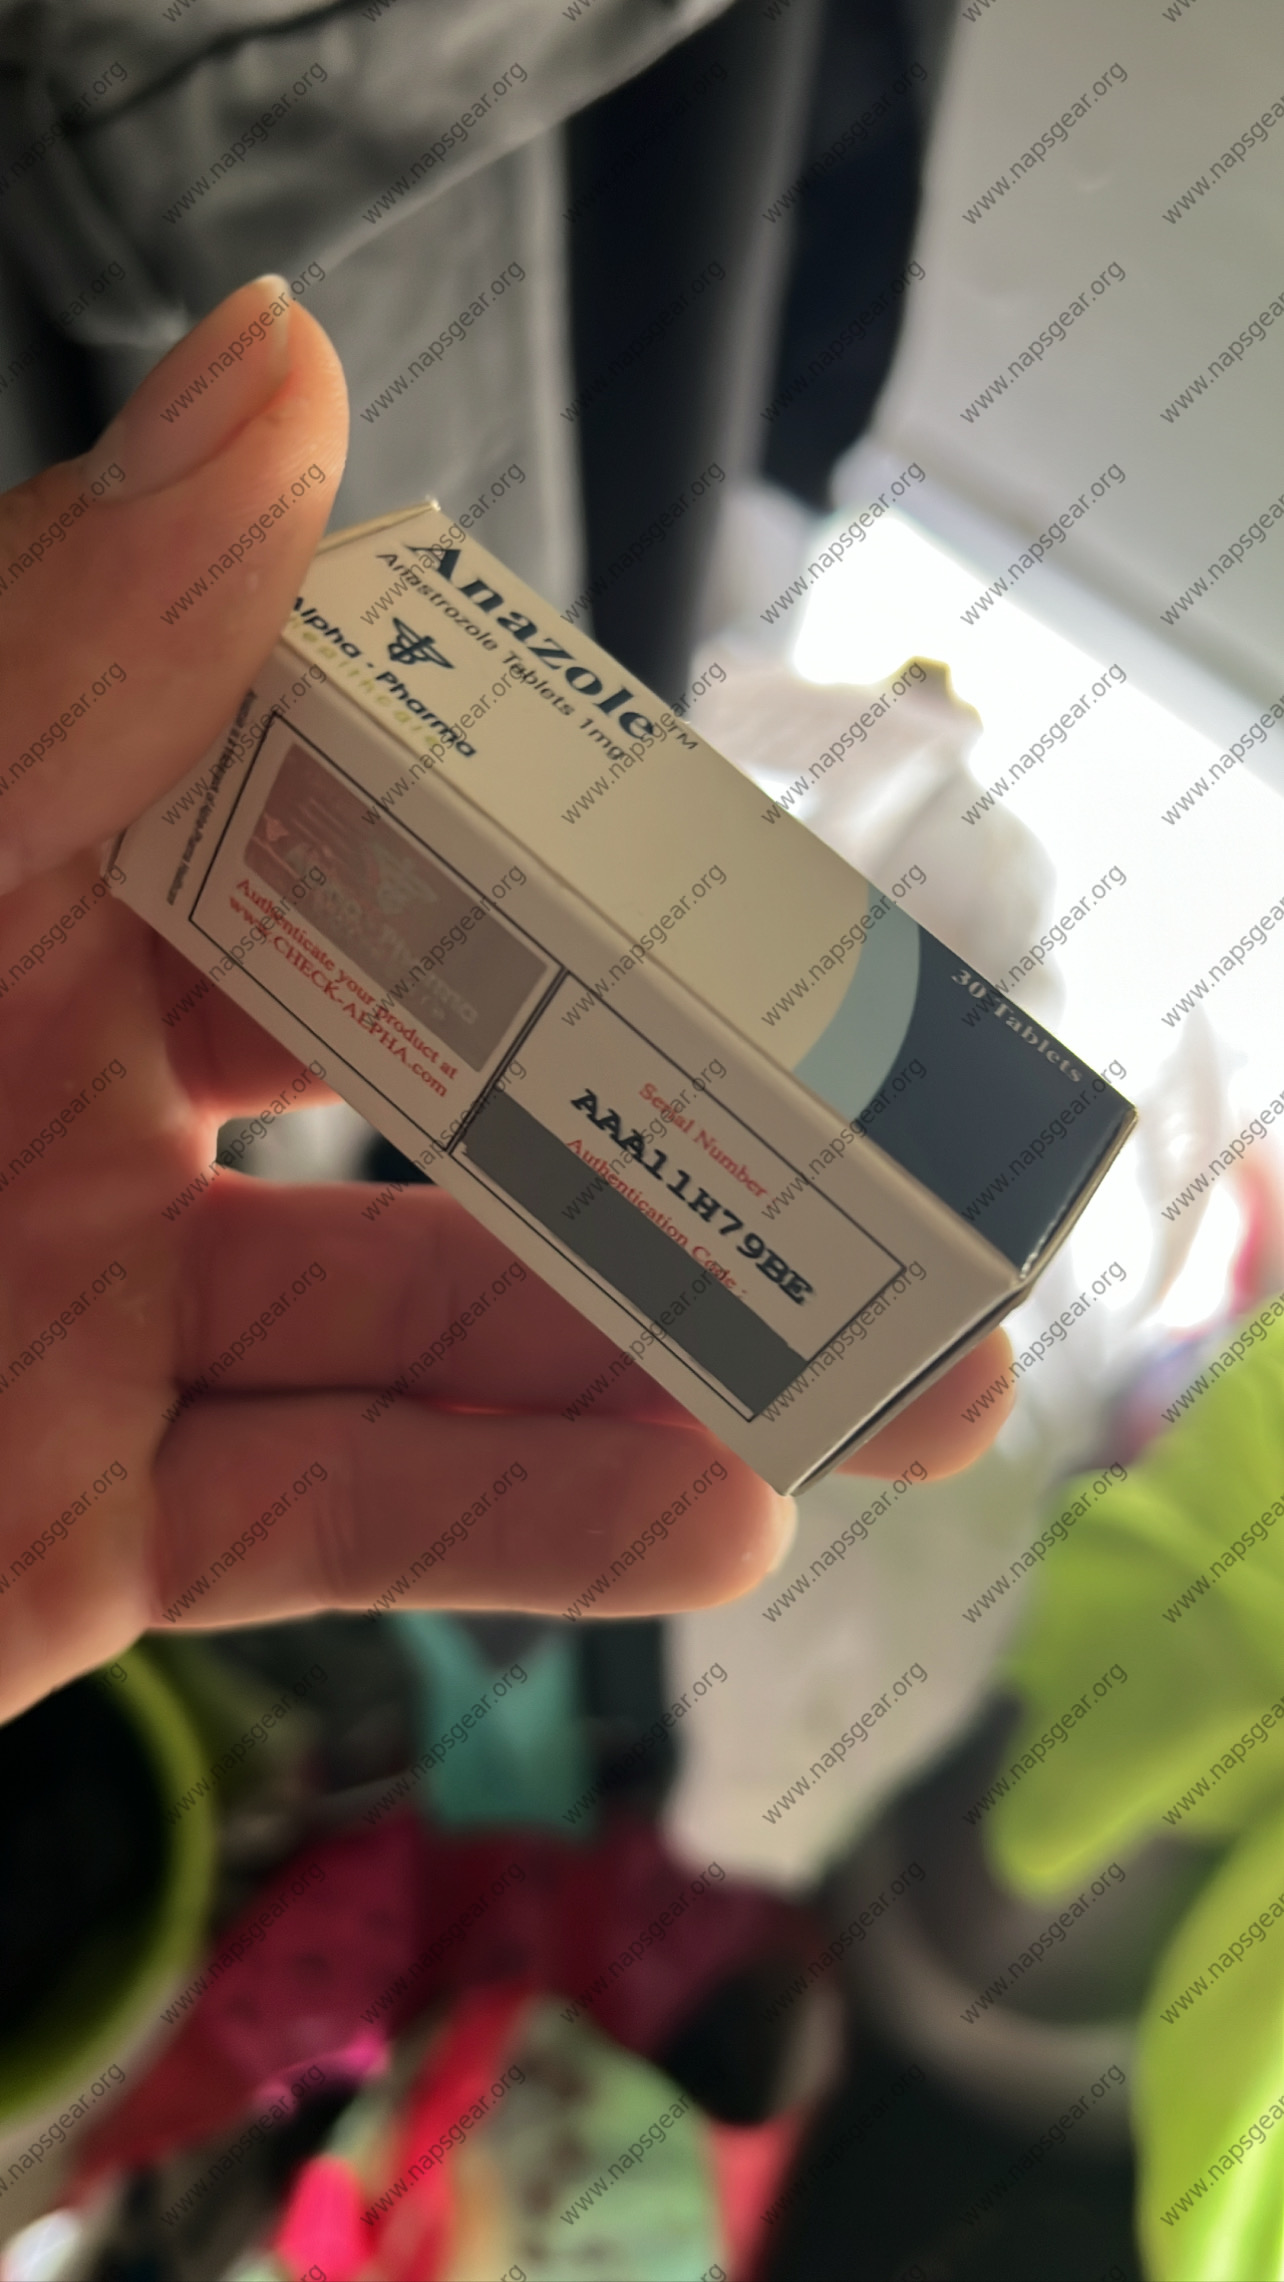 Anazole™
Anastrozole Tablets 1mg
Alpha - Pharma
Healthcare
30 Tablets
Authenticate your product at
www.CHECK-ALPHA.com
Serial Number
AAA11H79BE
Authentication Code :
www.napsgear.org